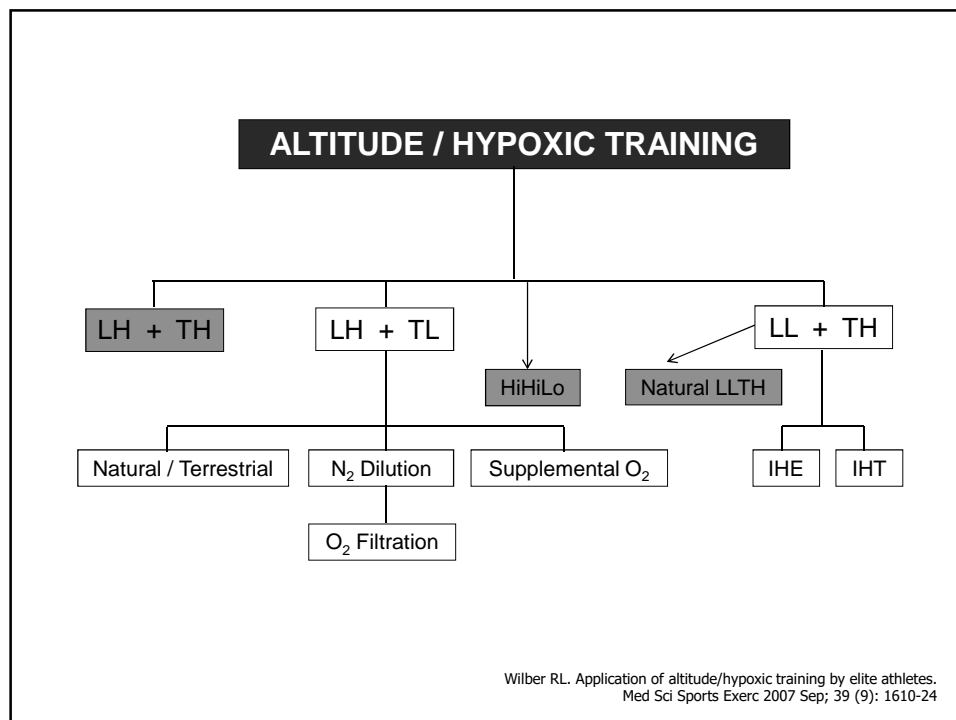 ALTITUDE / HYPOXIC TRAINING
LH + TH
LH + TL
LL + TH
HiHiLo
Natural LLTH
Natural / Terrestrial
N₂ Dilution
Supplemental O₂
IHE
IHT
O₂ Filtration
Wilber RL. Application of altitude/hypoxic training by elite athletes.
Med Sci Sports Exerc 2007 Sep; 39 (9): 1610-24